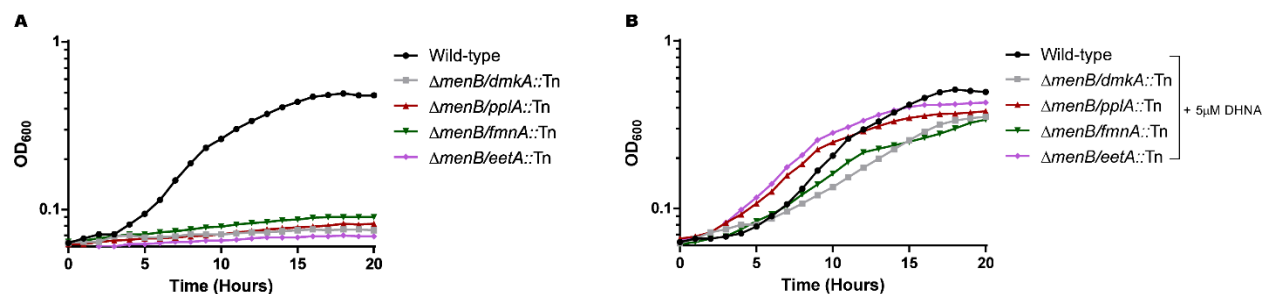 A
1
0.1
OD600
0 5 10 15 20
Time (Hours)
Wild-type
ΔmenB/dmkA::Tn
ΔmenB/pplA::Tn
ΔmenB/fmnA::Tn
ΔmenB/eetA::Tn
B
1
0.1
OD600
0 5 10 15 20
Time (Hours)
Wild-type
ΔmenB/dmkA::Tn
ΔmenB/pplA::Tn
ΔmenB/fmnA::Tn
ΔmenB/eetA::Tn
+ 5μM DHNA